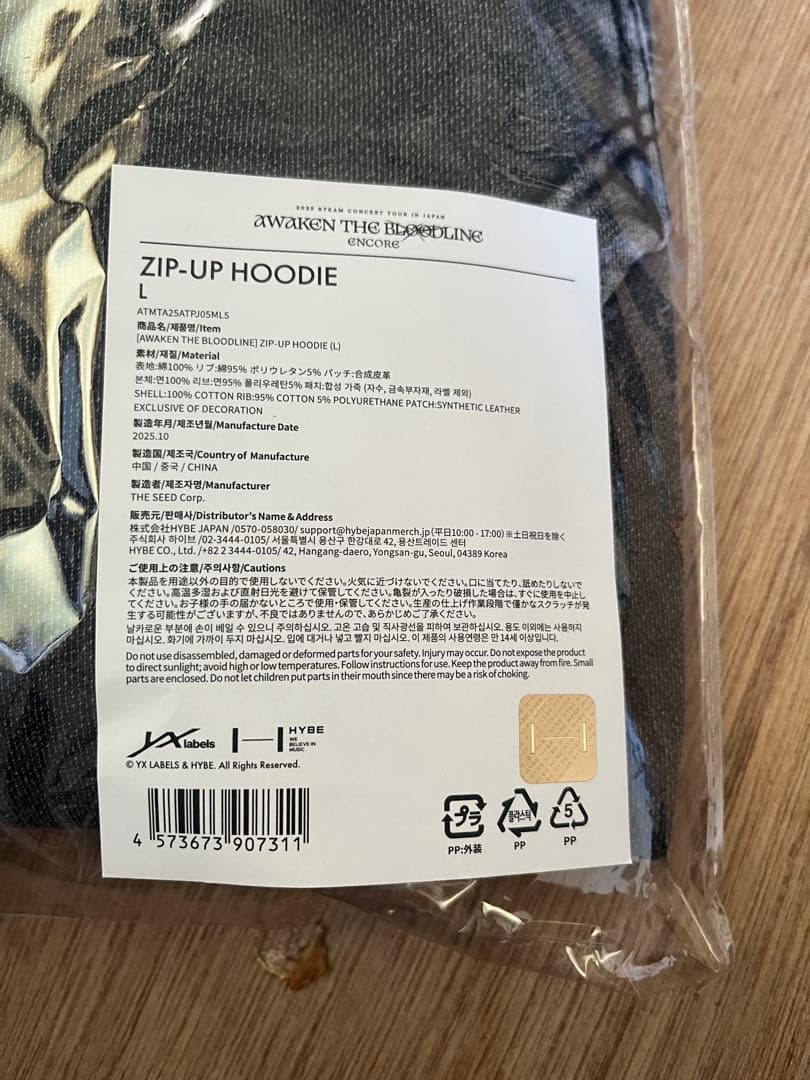 2025 &TEAM CONCERT TOUR IN JAPAN
AWAKEN THE BLOODLINE
ENCORE
ZIP-UP HOODIE
L
ATMTA25ATPJ05ML5
商品名/제품명/Item
[AWAKEN THE BLOODLINE] ZIP-UP HOODIE (L)
素材/재질/Material
表地:綿100% リブ:綿95% ポリウレタン5% パッチ:合成皮革
본체:면100% 리브:면95% 폴리우레탄5% 패치:합성 가죽 (자수, 금속부자재, 라벨 제외)
SHELL:100% COTTON RIB:95% COTTON 5% POLYURETHANE PATCH:SYNTHETIC LEATHER
EXCLUSIVE OF DECORATION
製造年月/제조년월/Manufacture Date
2025.10
製造国/제조국/Country of Manufacture
中国 / 중국 / CHINA
製造者/제조자명/Manufacturer
THE SEED Corp.
販売元/판매사/Distributor's Name & Address
株式会社HYBE JAPAN /0570-058030/ support@hybejapanmerch.jp(平日10:00 - 17:00) ※土日祝日を除く
주식회사 하이브 /02-3444-0105/ 서울특별시 용산구 한강대로 42, 용산트레이드 센터
HYBE CO., Ltd. /+82 2 3444-0105/ 42, Hangang-daero, Yongsan-gu, Seoul, 04389 Korea
ご使用上の注意/주의사항/Cautions
本製品を用途以外の目的で使用しないでください。火気に近づけないでください。口に当てたり、舐めたりしないで
ください。高温多湿および直射日光を避けて保管してください。亀裂が入ったり破損した場合は、すぐに使用を中止し
てください。お子様の手の届かないところで使用・保管してください。生産の仕上げ作業段階で僅かなスクラッチが発
生する可能性がございますが、不良ではありませんので、あらかじめご了承ください。
날카로운 부분에 손이 베일 수 있으니 주의하십시오. 고온 고습 및 직사광선을 피하여 보관하십시오. 용도 이외에는 사용하지
마십시오. 화기에 가까이 두지 마십시오. 입에 대거나 넣고 빨지 마십시오. 이 제품의 사용연령은 만 14세 이상입니다.
Do not use disassembled, damaged or deformed parts for your safety. Injury may occur. Do not expose the product
to direct sunlight; avoid high or low temperatures. Follow instructions for use. Keep the product away from fire. Small
parts are enclosed. Do not let children put parts in their mouth since there may be a risk of choking.
YX labels HYBE
WE
BELIEVE IN
MUSIC
© YX LABELS & HYBE. All Rights Reserved.
4 573673 907311
プラ 플라스틱 5
PP:外装 PP PP